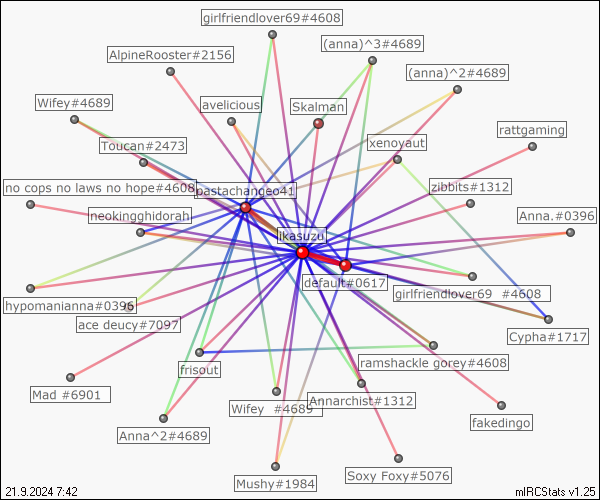 girlfriendlover69#4608
(anna)^3#4689
AlpineRooster#2156
(anna)^2#4689
Wifey#4689
avelicious
Skalman
rattgaming
Toucan#2473
xenoyaut
no cops no laws no hope#4608
pastachangeo41
zibbits#1312
neokingghidorah
Anna.#0396
ikasuzu
default#0617
girlfriendlover69 #4608
hypomanianna#0396
ace deucy#7097
Cypha#1717
frisout
ramshackle gorey#4608
Mad #6901
Wifey #4689
Annarchist#1312
fakedingo
Anna^2#4689
Mushy#1984
Soxy Foxy#5076
21.9.2024 7:42
mIRCStats v1.25